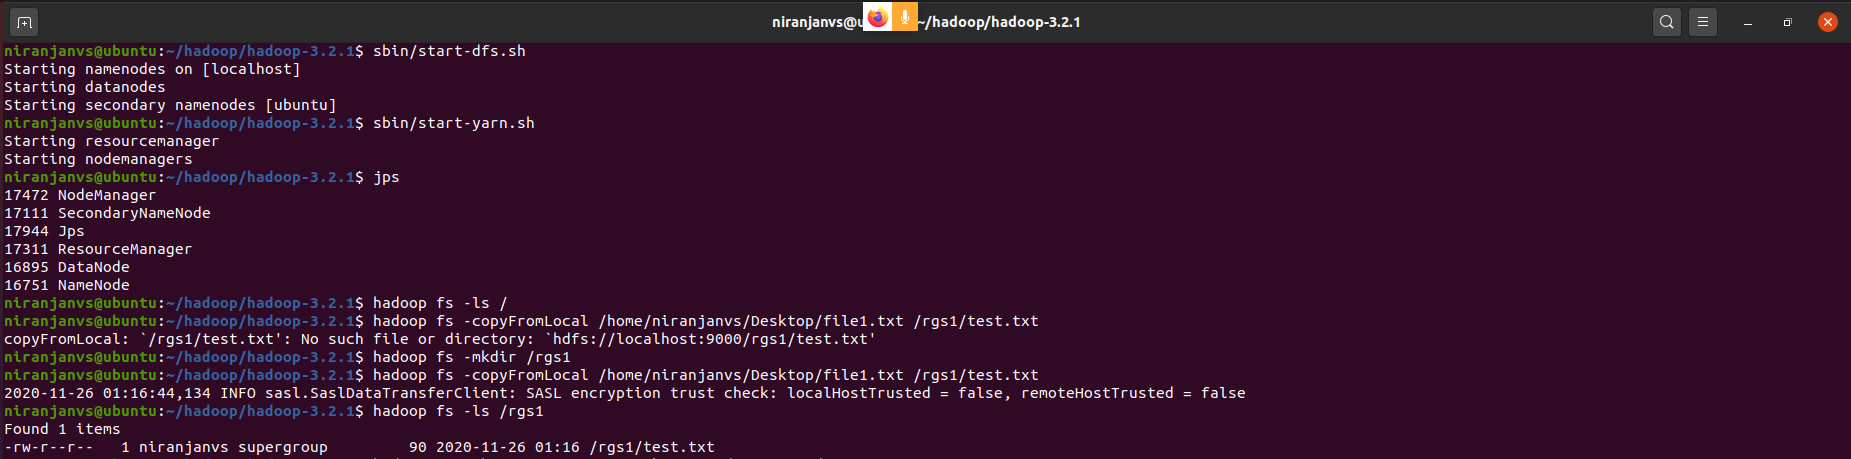 niranjanvs@u ~/hadoop/hadoop-3.2.1
niranjanvs@ubuntu:~/hadoop/hadoop-3.2.1$ sbin/start-dfs.sh
Starting namenodes on [localhost]
Starting datanodes
Starting secondary namenodes [ubuntu]
niranjanvs@ubuntu:~/hadoop/hadoop-3.2.1$ sbin/start-yarn.sh
Starting resourcemanager
Starting nodemanagers
niranjanvs@ubuntu:~/hadoop/hadoop-3.2.1$ jps
17472 NodeManager
17111 SecondaryNameNode
17944 Jps
17311 ResourceManager
16895 DataNode
16751 NameNode
niranjanvs@ubuntu:~/hadoop/hadoop-3.2.1$ hadoop fs -ls /
niranjanvs@ubuntu:~/hadoop/hadoop-3.2.1$ hadoop fs -copyFromLocal /home/niranjanvs/Desktop/file1.txt /rgs1/test.txt
copyFromLocal: `/rgs1/test.txt': No such file or directory: `hdfs://localhost:9000/rgs1/test.txt'
niranjanvs@ubuntu:~/hadoop/hadoop-3.2.1$ hadoop fs -mkdir /rgs1
niranjanvs@ubuntu:~/hadoop/hadoop-3.2.1$ hadoop fs -copyFromLocal /home/niranjanvs/Desktop/file1.txt /rgs1/test.txt
2020-11-26 01:16:44,134 INFO sasl.SaslDataTransferClient: SASL encryption trust check: localHostTrusted = false, remoteHostTrusted = false
niranjanvs@ubuntu:~/hadoop/hadoop-3.2.1$ hadoop fs -ls /rgs1
Found 1 items
-rw-r--r--   1 niranjanvs supergroup         90 2020-11-26 01:16 /rgs1/test.txt